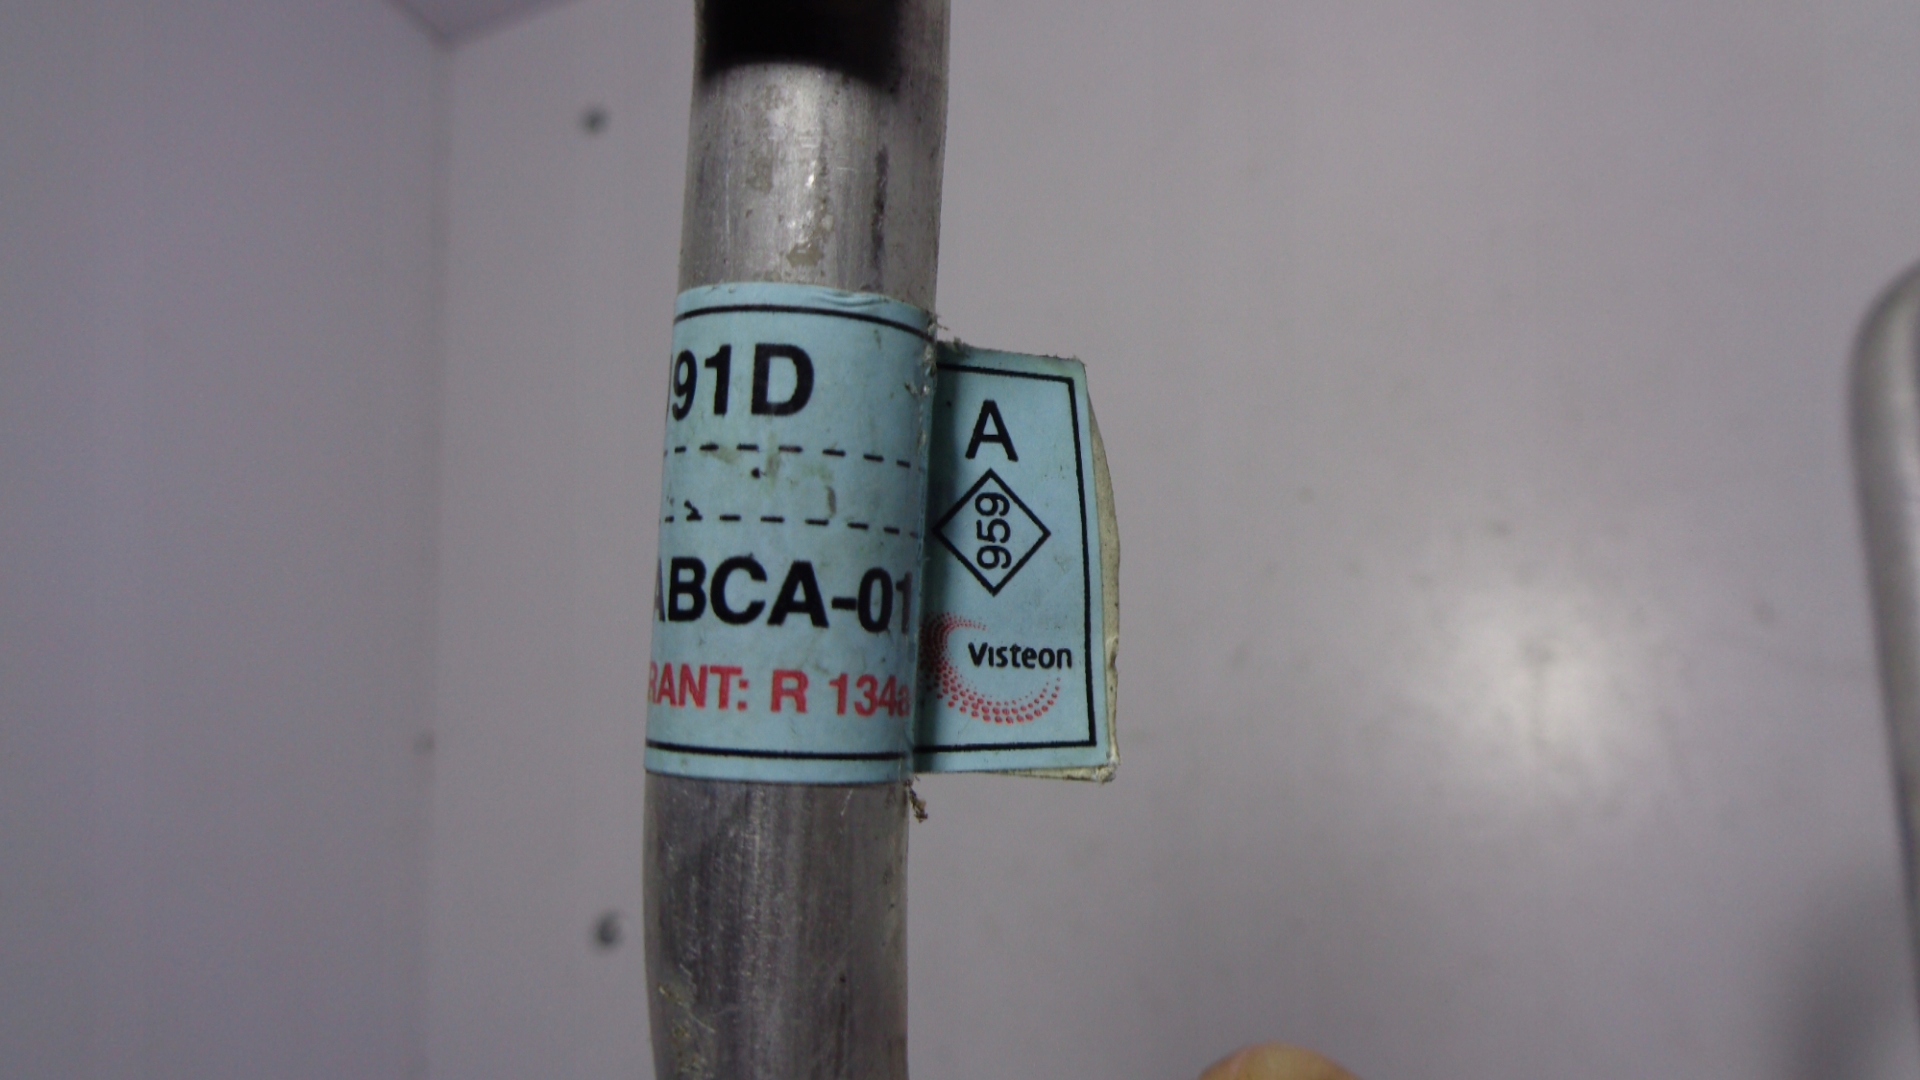 91D
ABCA-01
RANT: R 134a
A
959
Visteon